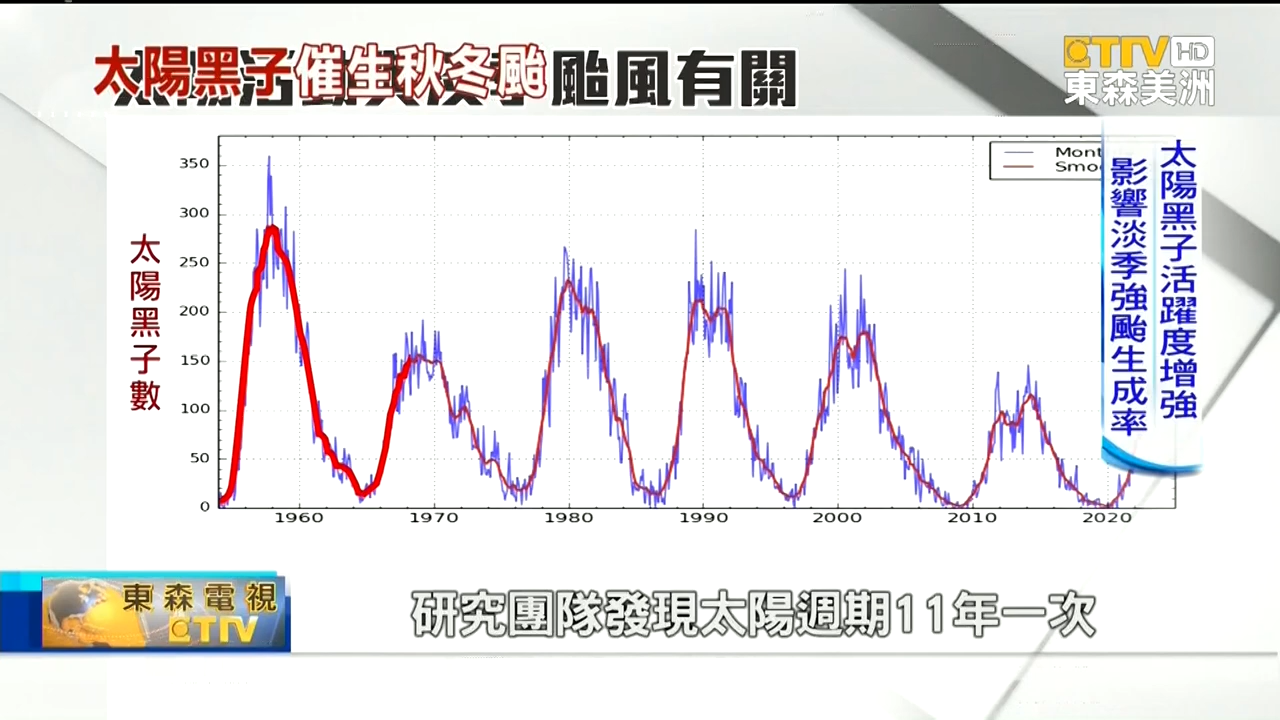 太陽黑子催生秋冬颱
颱風有關
ETTV HD
東森美洲
350
300
250
200
150
100
50
0
太陽黑子數
1960 1970 1980 1990 2000 2010 2020
太陽黑子活躍度增強
影響淡季強颱生成率
東森電視
ETTV
研究團隊發現太陽週期11年一次